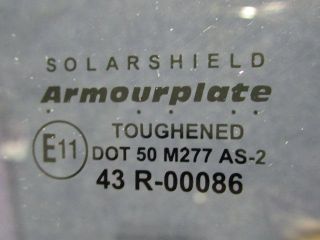 SOLARSHIELD
Armourplate
TOUGHENED
E11 DOT 50 M277 AS-2
43 R-00086